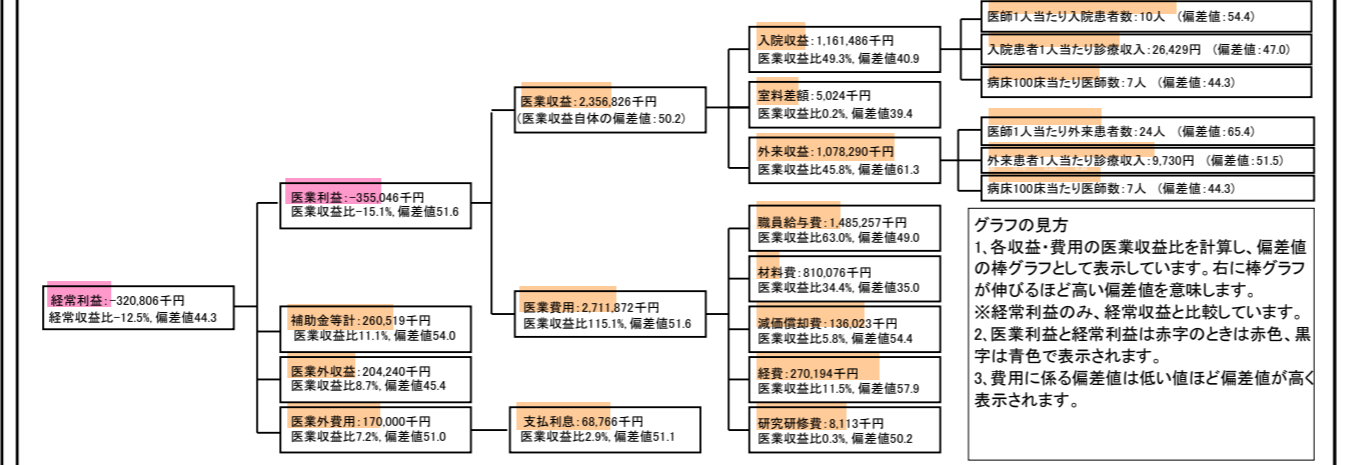 経常利益:-320,806千円
経常収支比-12.5%, 偏差値44.3
医業利益:-355,046千円
医業収益比-15.1%, 偏差値51.6
補助金等計:260,519千円
医業収益比11.1%, 偏差値54.0
医業外収益:204,240千円
医業収益比8.7%, 偏差値45.4
医業外費用:170,000千円
医業収益比7.2%, 偏差値51.0
医業収益:2,356,826千円
(医業収益自体の偏差値:50.2)
医業費用:2,711,872千円
医業収益比115.1%, 偏差値51.6
支払利息:68,766千円
医業収益比2.9%, 偏差値51.1
入院収益:1,161,486千円
医業収益比49.3%, 偏差値40.9
室料差額:5,024千円
医業収益比0.2%, 偏差値39.4
外来収益:1,078,290千円
医業収益比45.8%, 偏差値61.3
職員給与費:1,485,257千円
医業収益比63.0%, 偏差値49.0
材料費:810,076千円
医業収益比34.4%, 偏差値35.0
減価償却費:136,023千円
医業収益比5.8%, 偏差値54.4
経費:270,194千円
医業収益比11.5%, 偏差値57.9
研究研修費:8,113千円
医業収益比0.3%, 偏差値50.2
医師1人当たり入院患者数:10人 (偏差値:54.4)
入院患者1人当たり診療収入:26,429円 (偏差値:47.0)
病床100床当たり医師数:7人 (偏差値:44.3)
医師1人当たり外来患者数:24人 (偏差値:65.4)
外来患者1人当たり診療収入:9,730円 (偏差値:51.5)
病床100床当たり医師数:7人 (偏差値:44.3)
グラフの見方
1、各収益・費用の医業収益比を計算し、偏差値
の棒グラフとして表示しています。右に棒グラフ
が伸びるほど高い偏差値を意味します。
※経常利益のみ、経常収益と比較しています。
2、医業利益と経常利益は赤字のときは赤色、黒
字は青色で表示されます。
3、費用に係る偏差値は低い値ほど偏差値が高く
表示されます。